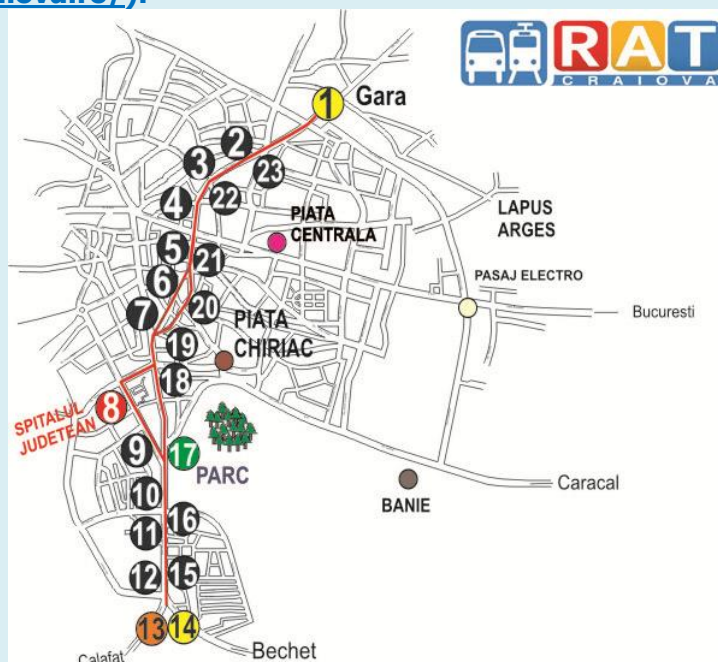 RAT
CRAIOVA
1 Gara
2
3
23
4
22
PIATA
CENTRALA
LAPUS
ARGES
5
21
6
PASAJ ELECTRO
7
20
PIATA
CHIRIAC
Bucuresti
19
18
SPITALUL
JUDETEAN
8
9
17
PARC
10
BANIE
Caracal
11
16
12
15
13
14
Calafat
Bechet